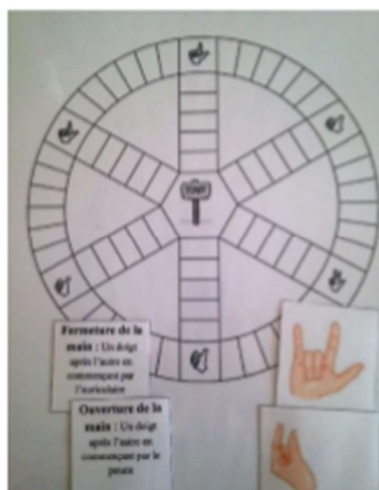 START
Fermeture de la
main : Un doigt
après l'autre en
commençant par
l'auriculaire
Ouverture de la
main : Un doigt
après l'autre en
commençant par le
pouce